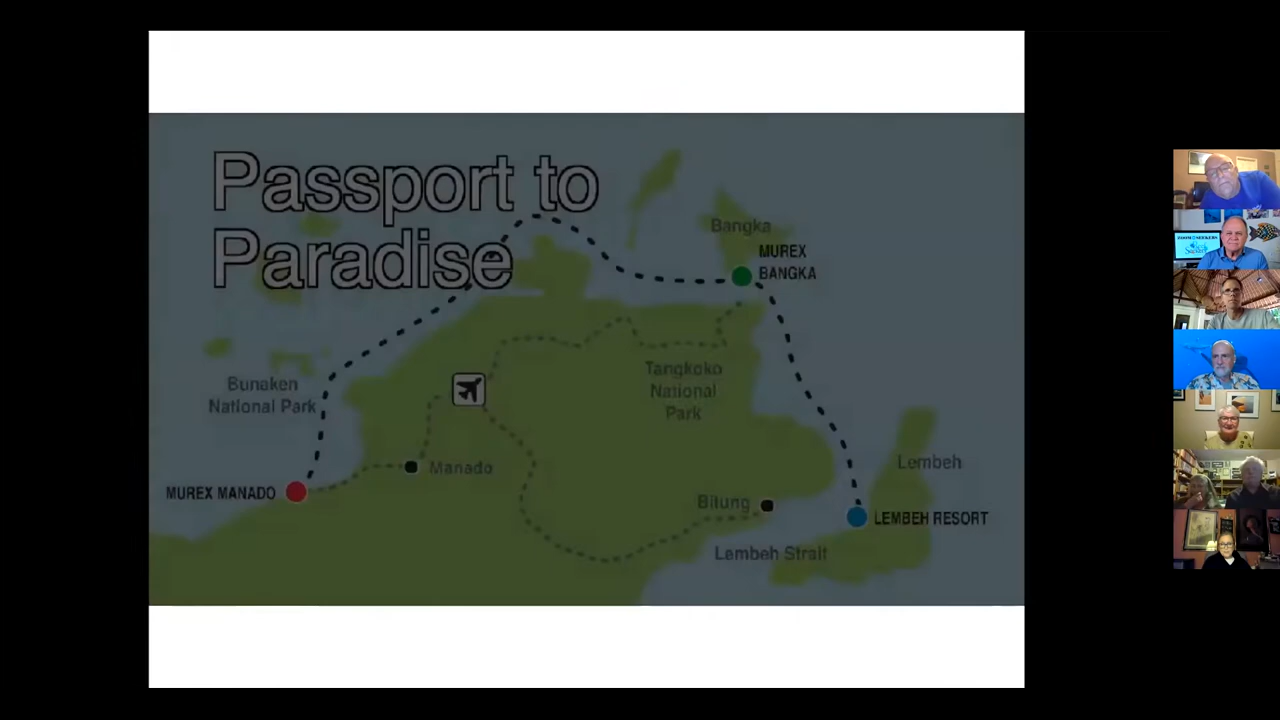 Passport to
Paradise
Bangka
MUREX
BANGKA
Tangkoko
National
Park
Bunaken
National Park
Manado
MUREX MANADO
Lembeh
Bitung
LEMBEH RESORT
Lembeh Strait